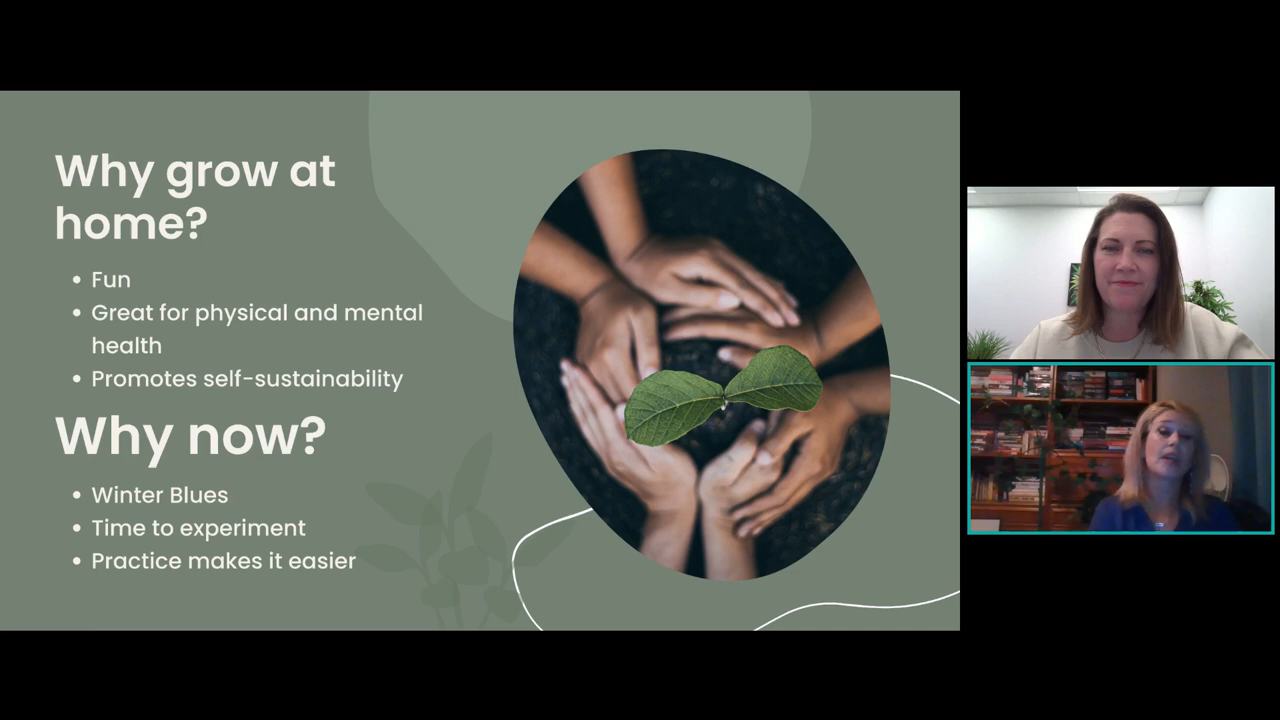 Why grow at
home?
• Fun
• Great for physical and mental
health
• Promotes self-sustainability
Why now?
• Winter Blues
• Time to experiment
• Practice makes it easier